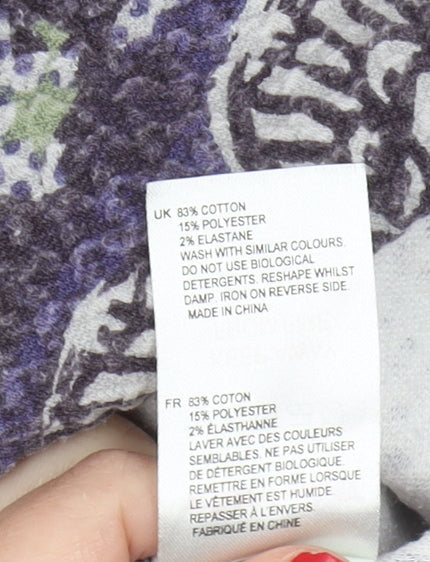 UK 83% COTTON
15% POLYESTER
2% ELASTANE
WASH WITH SIMILAR COLOURS.
DO NOT USE BIOLOGICAL
DETERGENTS. RESHAPE WHILST
DAMP. IRON ON REVERSE SIDE.
MADE IN CHINA
FR 83% COTON
15% POLYESTER
2% ÉLASTHANNE
LAVER AVEC DES COULEURS
SEMBLABLES. NE PAS UTILISER
DE DÉTERGENT BIOLOGIQUE.
REMETTRE EN FORME LORSQUE
LE VÊTEMENT EST HUMIDE.
REPASSER À L'ENVERS.
FABRIQUÉ EN CHINE